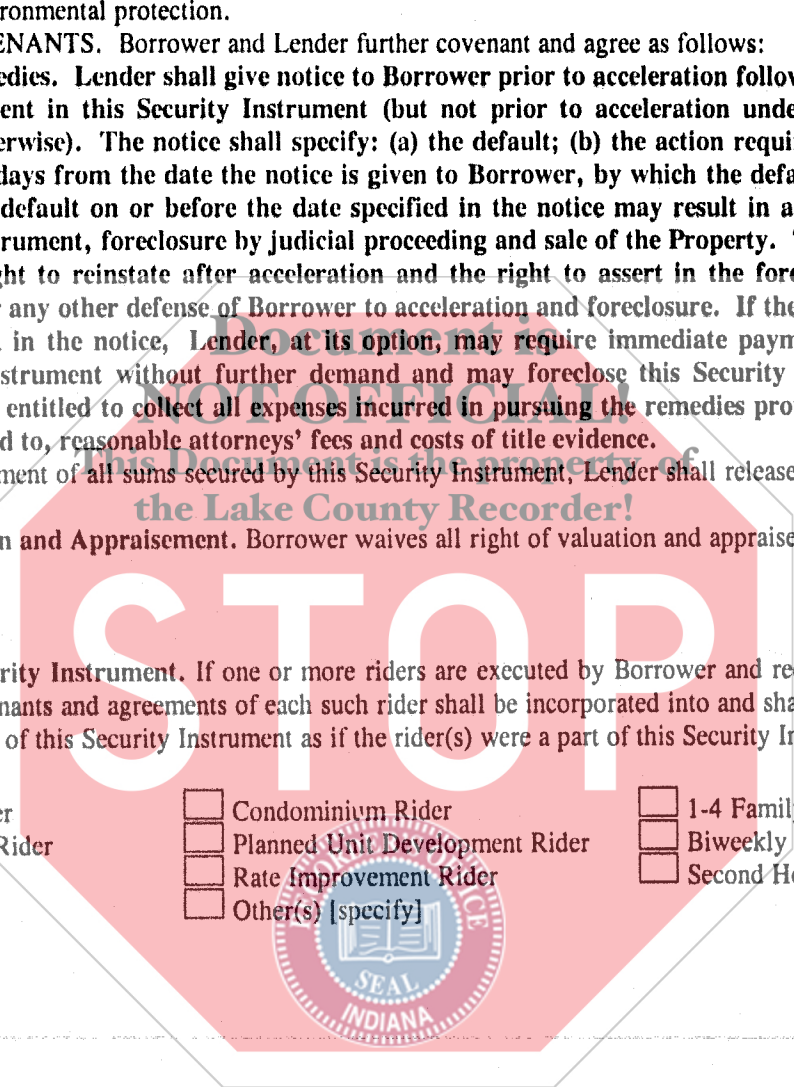 ronmental protection.
ENANTS. Borrower and Lender further covenant and agree as follows:
edies. Lender shall give notice to Borrower prior to acceleration follow
ent in this Security Instrument (but not prior to acceleration unde
erwise). The notice shall specify: (a) the default; (b) the action requi
days from the date the notice is given to Borrower, by which the defa
default on or before the date specified in the notice may result in a
trument, foreclosure by judicial proceeding and sale of the Property.
ght to reinstate after acceleration and the right to assert in the fore
r any other defense of Borrower to acceleration and foreclosure. If the
Document is
in the notice, Lender, at its option, may require immediate paym
strument without further demand and may foreclose this Security
NOT OFFICIAL!
entitled to collect all expenses incurred in pursuing the remedies pro
d to, reasonable attorneys' fees and costs of title evidence.
This Document is the property of
ment of all sums secured by this Security Instrument, Lender shall release
the Lake County Recorder!
n and Appraisement. Borrower waives all right of valuation and appraise
STOP
rity Instrument. If one or more riders are executed by Borrower and re
nants and agreements of each such rider shall be incorporated into and sha
of this Security Instrument as if the rider(s) were a part of this Security In
er Condominium Rider 1-4 Famil
Rider Planned Unit Development Rider Biweekly
Rate Improvement Rider Second Ho
Other(s) [specify]
SEAL
INDIANA